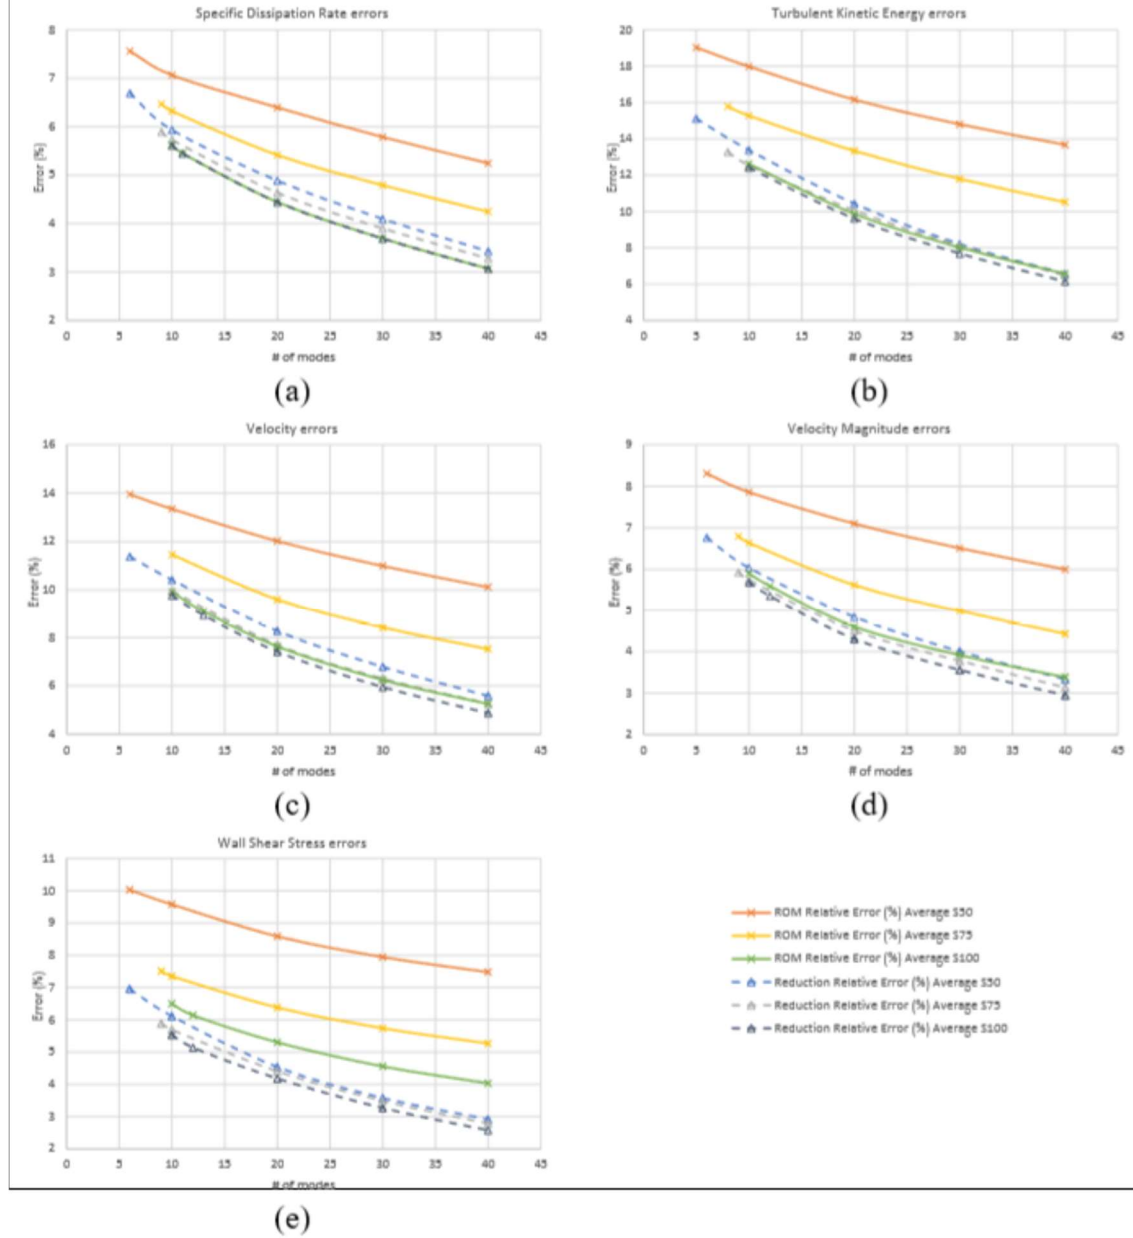 Specific Dissipation Rate errors
8
7
6
5
4
3
2
Error (%)
0 5 10 15 20 25 30 35 40 45
# of modes
(a)
Turbulent Kinetic Energy errors
20
18
16
14
12
10
8
6
4
Error (%)
0 5 10 15 20 25 30 35 40 45
# of modes
(b)
Velocity errors
16
14
12
10
8
6
4
Error (%)
0 5 10 15 20 25 30 35 40 45
# of modes
(c)
Velocity Magnitude errors
9
8
7
6
5
4
3
2
Error (%)
0 5 10 15 20 25 30 35 40 45
# of modes
(d)
Wall Shear Stress errors
11
10
9
8
7
6
5
4
3
2
Error (%)
0 5 10 15 20 25 30 35 40 45
# of modes
(e)
ROM Relative Error (%) Average S50
ROM Relative Error (%) Average S75
ROM Relative Error (%) Average S100
Reduction Relative Error (%) Average S50
Reduction Relative Error (%) Average S75
Reduction Relative Error (%) Average S100